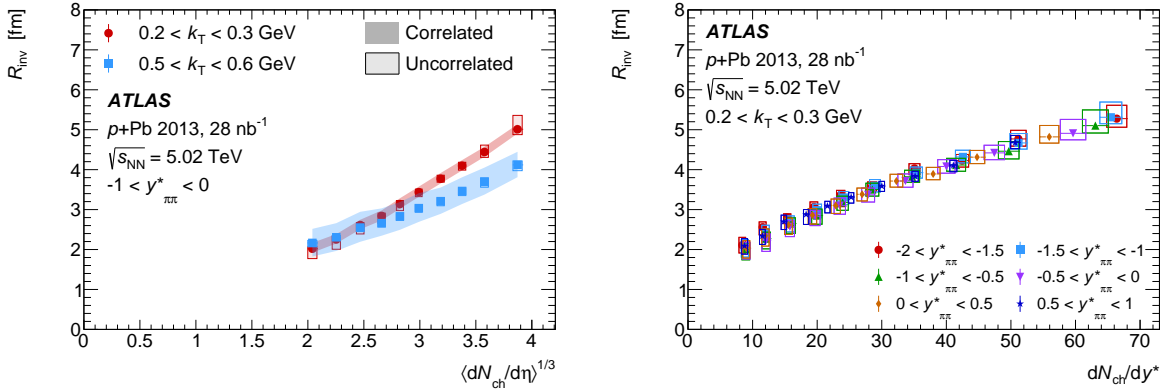 R_inv [fm]
8
7
6
5
4
3
2
1
0
0.2 < k_T < 0.3 GeV
0.5 < k_T < 0.6 GeV
Correlated
Uncorrelated
ATLAS
p+Pb 2013, 28 nb⁻¹
√s_NN = 5.02 TeV
-1 < y*_ππ < 0
0 0.5 1 1.5 2 2.5 3 3.5 4
⟨dN_ch/dη⟩^1/3
R_inv [fm]
8
7
6
5
4
3
2
1
0
ATLAS
p+Pb 2013, 28 nb⁻¹
√s_NN = 5.02 TeV
0.2 < k_T < 0.3 GeV
-2 < y*_ππ < -1.5
-1.5 < y*_ππ < -1
-1 < y*_ππ < -0.5
-0.5 < y*_ππ < 0
0 < y*_ππ < 0.5
0.5 < y*_ππ < 1
0 10 20 30 40 50 60 70
dN_ch/dy*